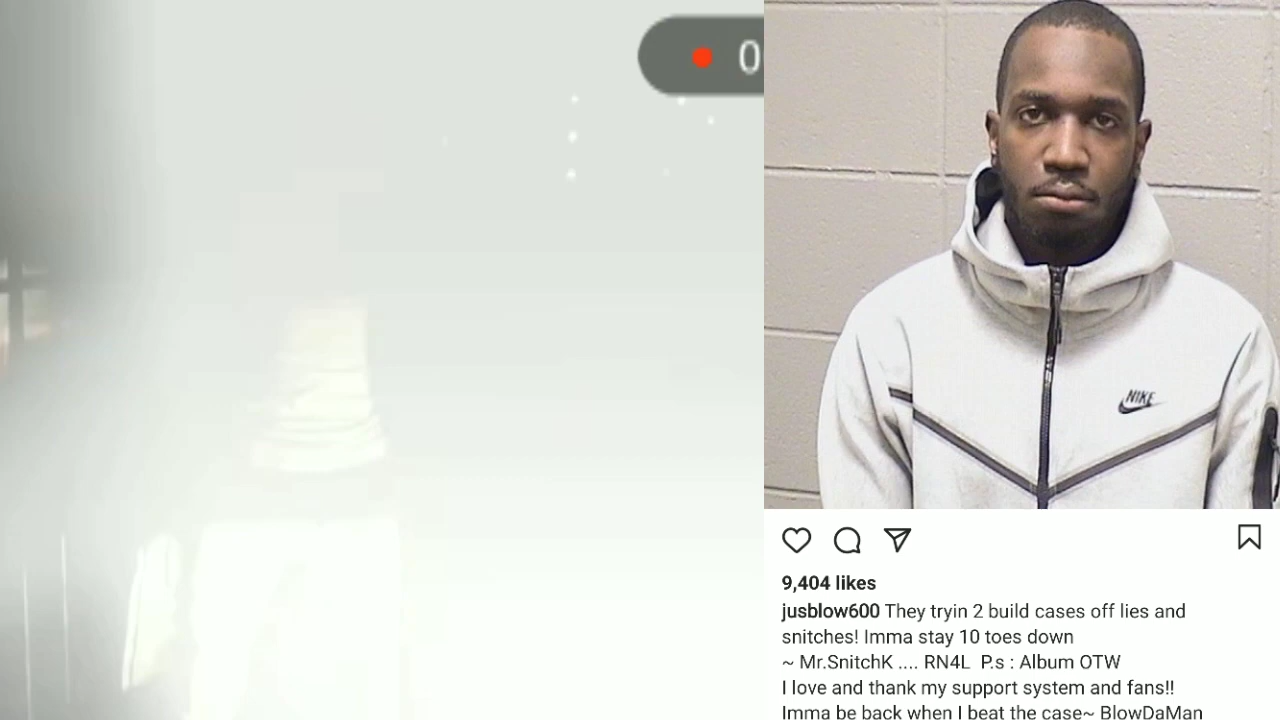 0
NIKE
9,404 likes
jusblow600 They tryin 2 build cases off lies and
snitches! Imma stay 10 toes down
~ Mr.SnitchK .... RN4L P.s : Album OTW
I love and thank my support system and fans!!
Imma be back when I beat the case~ BlowDaMan